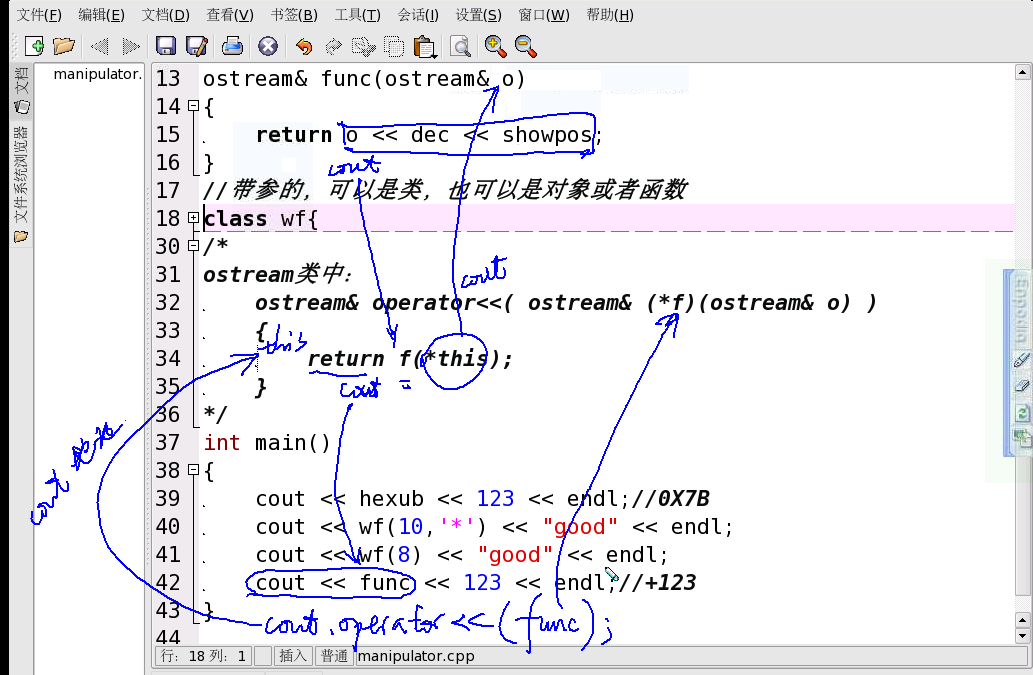 文件(F) 编辑(E) 文档(D) 查看(V) 书签(B) 工具(T) 会话(I) 设置(S) 窗口(W) 帮助(H)
文档
文件系统浏览器
manipulator.
13 ostream& func(ostream& o)
14 {
15 return o << dec << showpos;
16 }
cout
17 //带参的，可以是类，也可以是对象或者函数
18 class wf{
30 /*
31 ostream类中：
cout
32 ostream& operator<<( ostream& (*f)(ostream& o) )
33 {
this
34 return f(*this);
cout =
35 }
36 */
37 int main()
cout 地址
38 {
39 cout << hexub << 123 << endl;//0X7B
40 cout << wf(10,'*') << "good" << endl;
41 cout << wf(8) << "good" << endl;
42 cout << func << 123 << endl;//+123
43 }
cout.operator<<(func);
44
行: 18 列: 1 插入 普通 manipulator.cpp